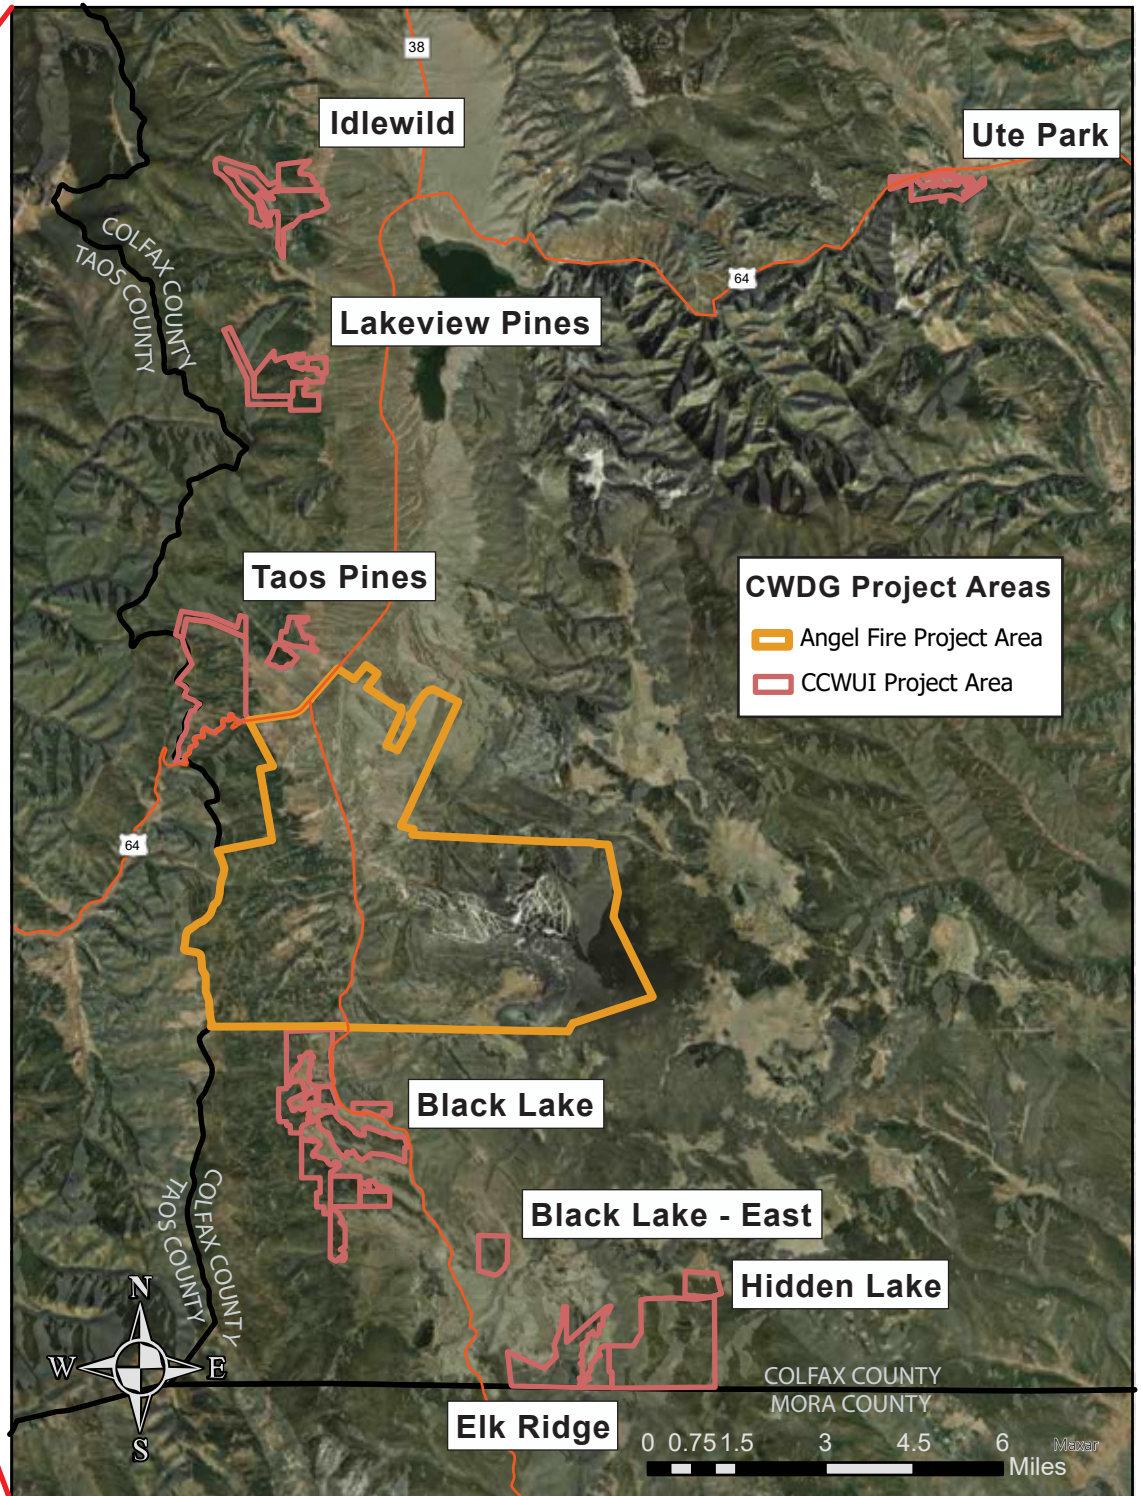 38
Idlewild
Ute Park
COLFAX COUNTY
TAOS COUNTY
64
Lakeview Pines
Taos Pines
CWDG Project Areas
Angel Fire Project Area
CCWUI Project Area
64
Black Lake
COLFAX COUNTY
TAOS COUNTY
Black Lake - East
Hidden Lake
N
W
E
S
COLFAX COUNTY
MORA COUNTY
Elk Ridge
0 0.75 1.5 3 4.5 6
Miles
Maxar